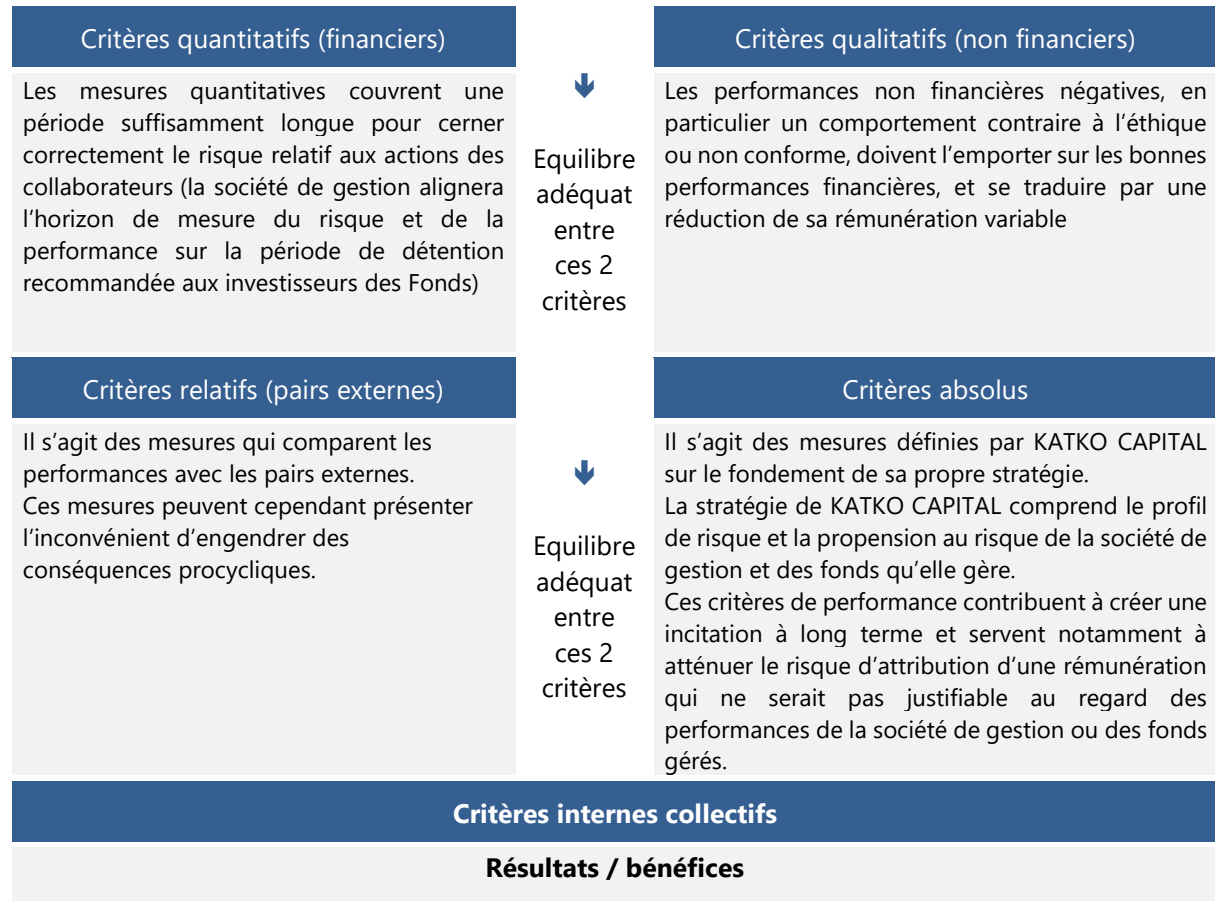 Critères quantitatifs (financiers)
Les mesures quantitatives couvrent une
période suffisamment longue pour cerner
correctement le risque relatif aux actions des
collaborateurs (la société de gestion alignera
l’horizon de mesure du risque et de la
performance sur la période de détention
recommandée aux investisseurs des Fonds)
Equilibre
adéquat
entre
ces 2
critères
Critères qualitatifs (non financiers)
Les performances non financières négatives, en
particulier un comportement contraire à l’éthique
ou non conforme, doivent l’emporter sur les bonnes
performances financières, et se traduire par une
réduction de sa rémunération variable
Critères relatifs (pairs externes)
Il s’agit des mesures qui comparent les
performances avec les pairs externes.
Ces mesures peuvent cependant présenter
l’inconvénient d’engendrer des
conséquences procycliques.
Equilibre
adéquat
entre
ces 2
critères
Critères absolus
Il s’agit des mesures définies par KATKO CAPITAL
sur le fondement de sa propre stratégie.
La stratégie de KATKO CAPITAL comprend le profil
de risque et la propension au risque de la société de
gestion et des fonds qu’elle gère.
Ces critères de performance contribuent à créer une
incitation à long terme et servent notamment à
atténuer le risque d’attribution d’une rémunération
qui ne serait pas justifiable au regard des
performances de la société de gestion ou des fonds
gérés.
Critères internes collectifs
Résultats / bénéfices